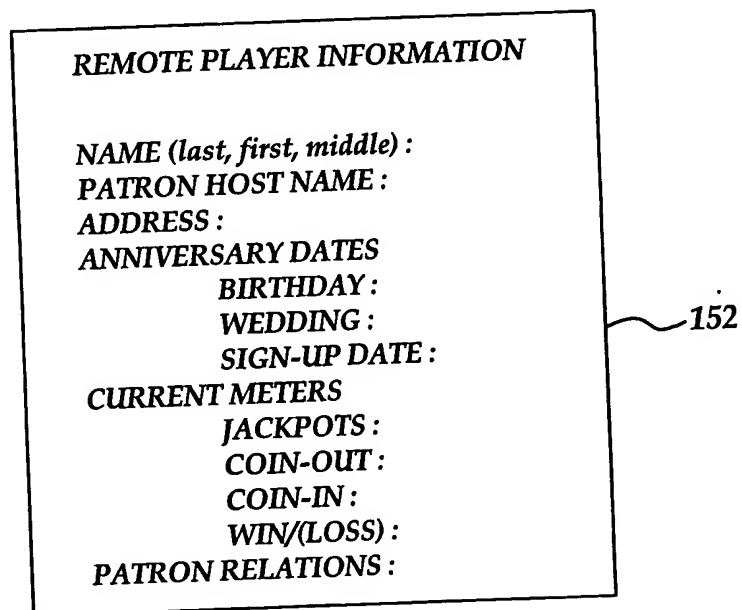 REMOTE PLAYER INFORMATION
NAME (last, first, middle) :
PATRON HOST NAME :
ADDRESS :
ANNIVERSARY DATES
BIRTHDAY :
WEDDING :
SIGN-UP DATE :
152
CURRENT METERS
JACKPOTS :
COIN-OUT :
COIN-IN :
WIN/(LOSS) :
PATRON RELATIONS :